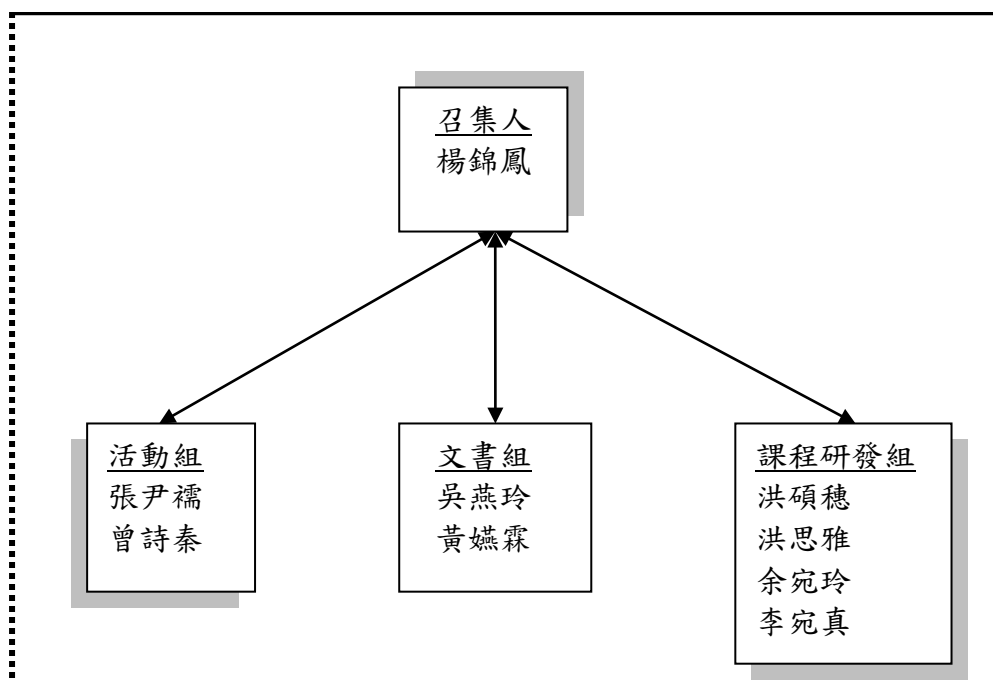 召集人
楊錦鳳
活動組
張尹襦
曾詩秦
文書組
吳燕玲
黃嬿霖
課程研發組
洪碩穗
洪思雅
余宛玲
李宛真